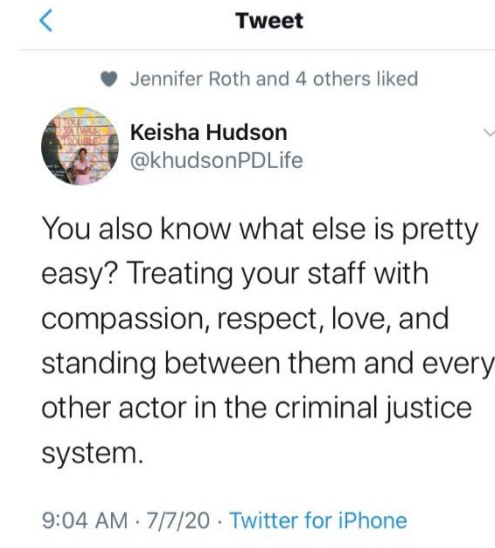 Tweet
Jennifer Roth and 4 others liked
Keisha Hudson
@khudsonPDLife
You also know what else is pretty
easy? Treating your staff with
compassion, respect, love, and
standing between them and every
other actor in the criminal justice
system.
9:04 AM · 7/7/20 · Twitter for iPhone